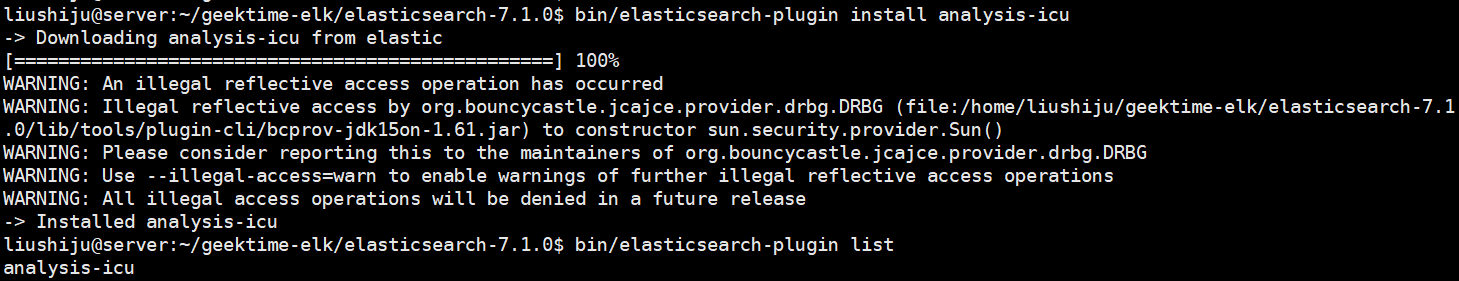 liushiju@server:~/geektime-elk/elasticsearch-7.1.0$ bin/elasticsearch-plugin install analysis-icu
-> Downloading analysis-icu from elastic
[=================================================] 100%
WARNING: An illegal reflective access operation has occurred
WARNING: Illegal reflective access by org.bouncycastle.jcajce.provider.drbg.DRBG (file:/home/liushiju/geektime-elk/elasticsearch-7.1
.0/lib/tools/plugin-cli/bcprov-jdk15on-1.61.jar) to constructor sun.security.provider.Sun()
WARNING: Please consider reporting this to the maintainers of org.bouncycastle.jcajce.provider.drbg.DRBG
WARNING: Use --illegal-access=warn to enable warnings of further illegal reflective access operations
WARNING: All illegal access operations will be denied in a future release
-> Installed analysis-icu
liushiju@server:~/geektime-elk/elasticsearch-7.1.0$ bin/elasticsearch-plugin list
analysis-icu